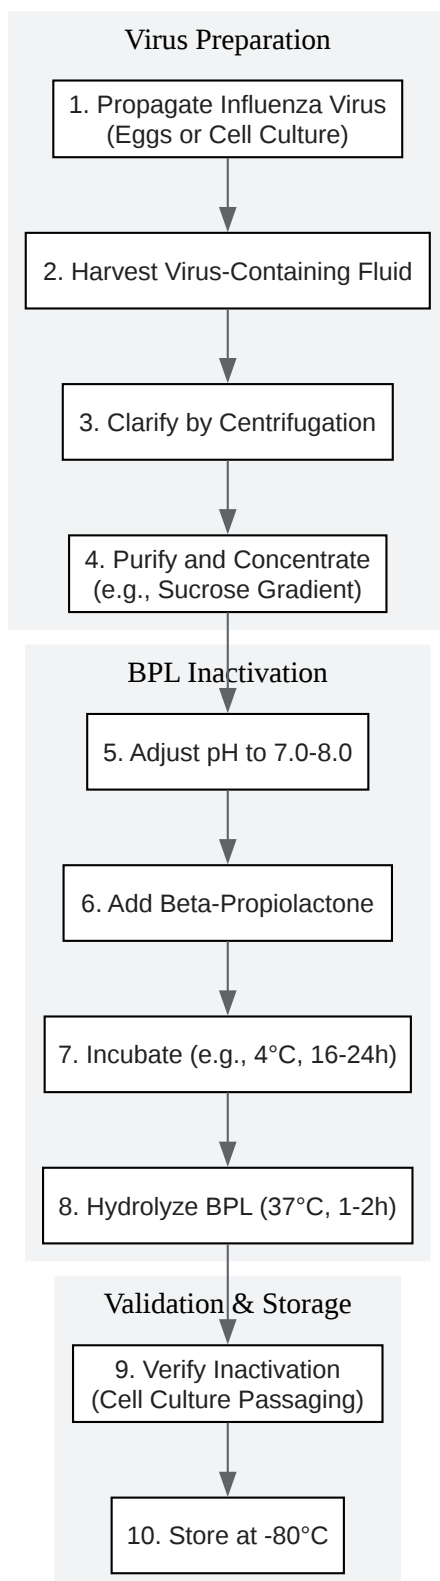 Virus Preparation
1. Propagate Influenza Virus
(Eggs or Cell Culture)
2. Harvest Virus-Containing Fluid
3. Clarify by Centrifugation
4. Purify and Concentrate
(e.g., Sucrose Gradient)
BPL Inactivation
5. Adjust pH to 7.0-8.0
6. Add Beta-Propiolactone
7. Incubate (e.g., 4°C, 16-24h)
8. Hydrolyze BPL (37°C, 1-2h)
Validation & Storage
9. Verify Inactivation
(Cell Culture Passaging)
10. Store at -80°C